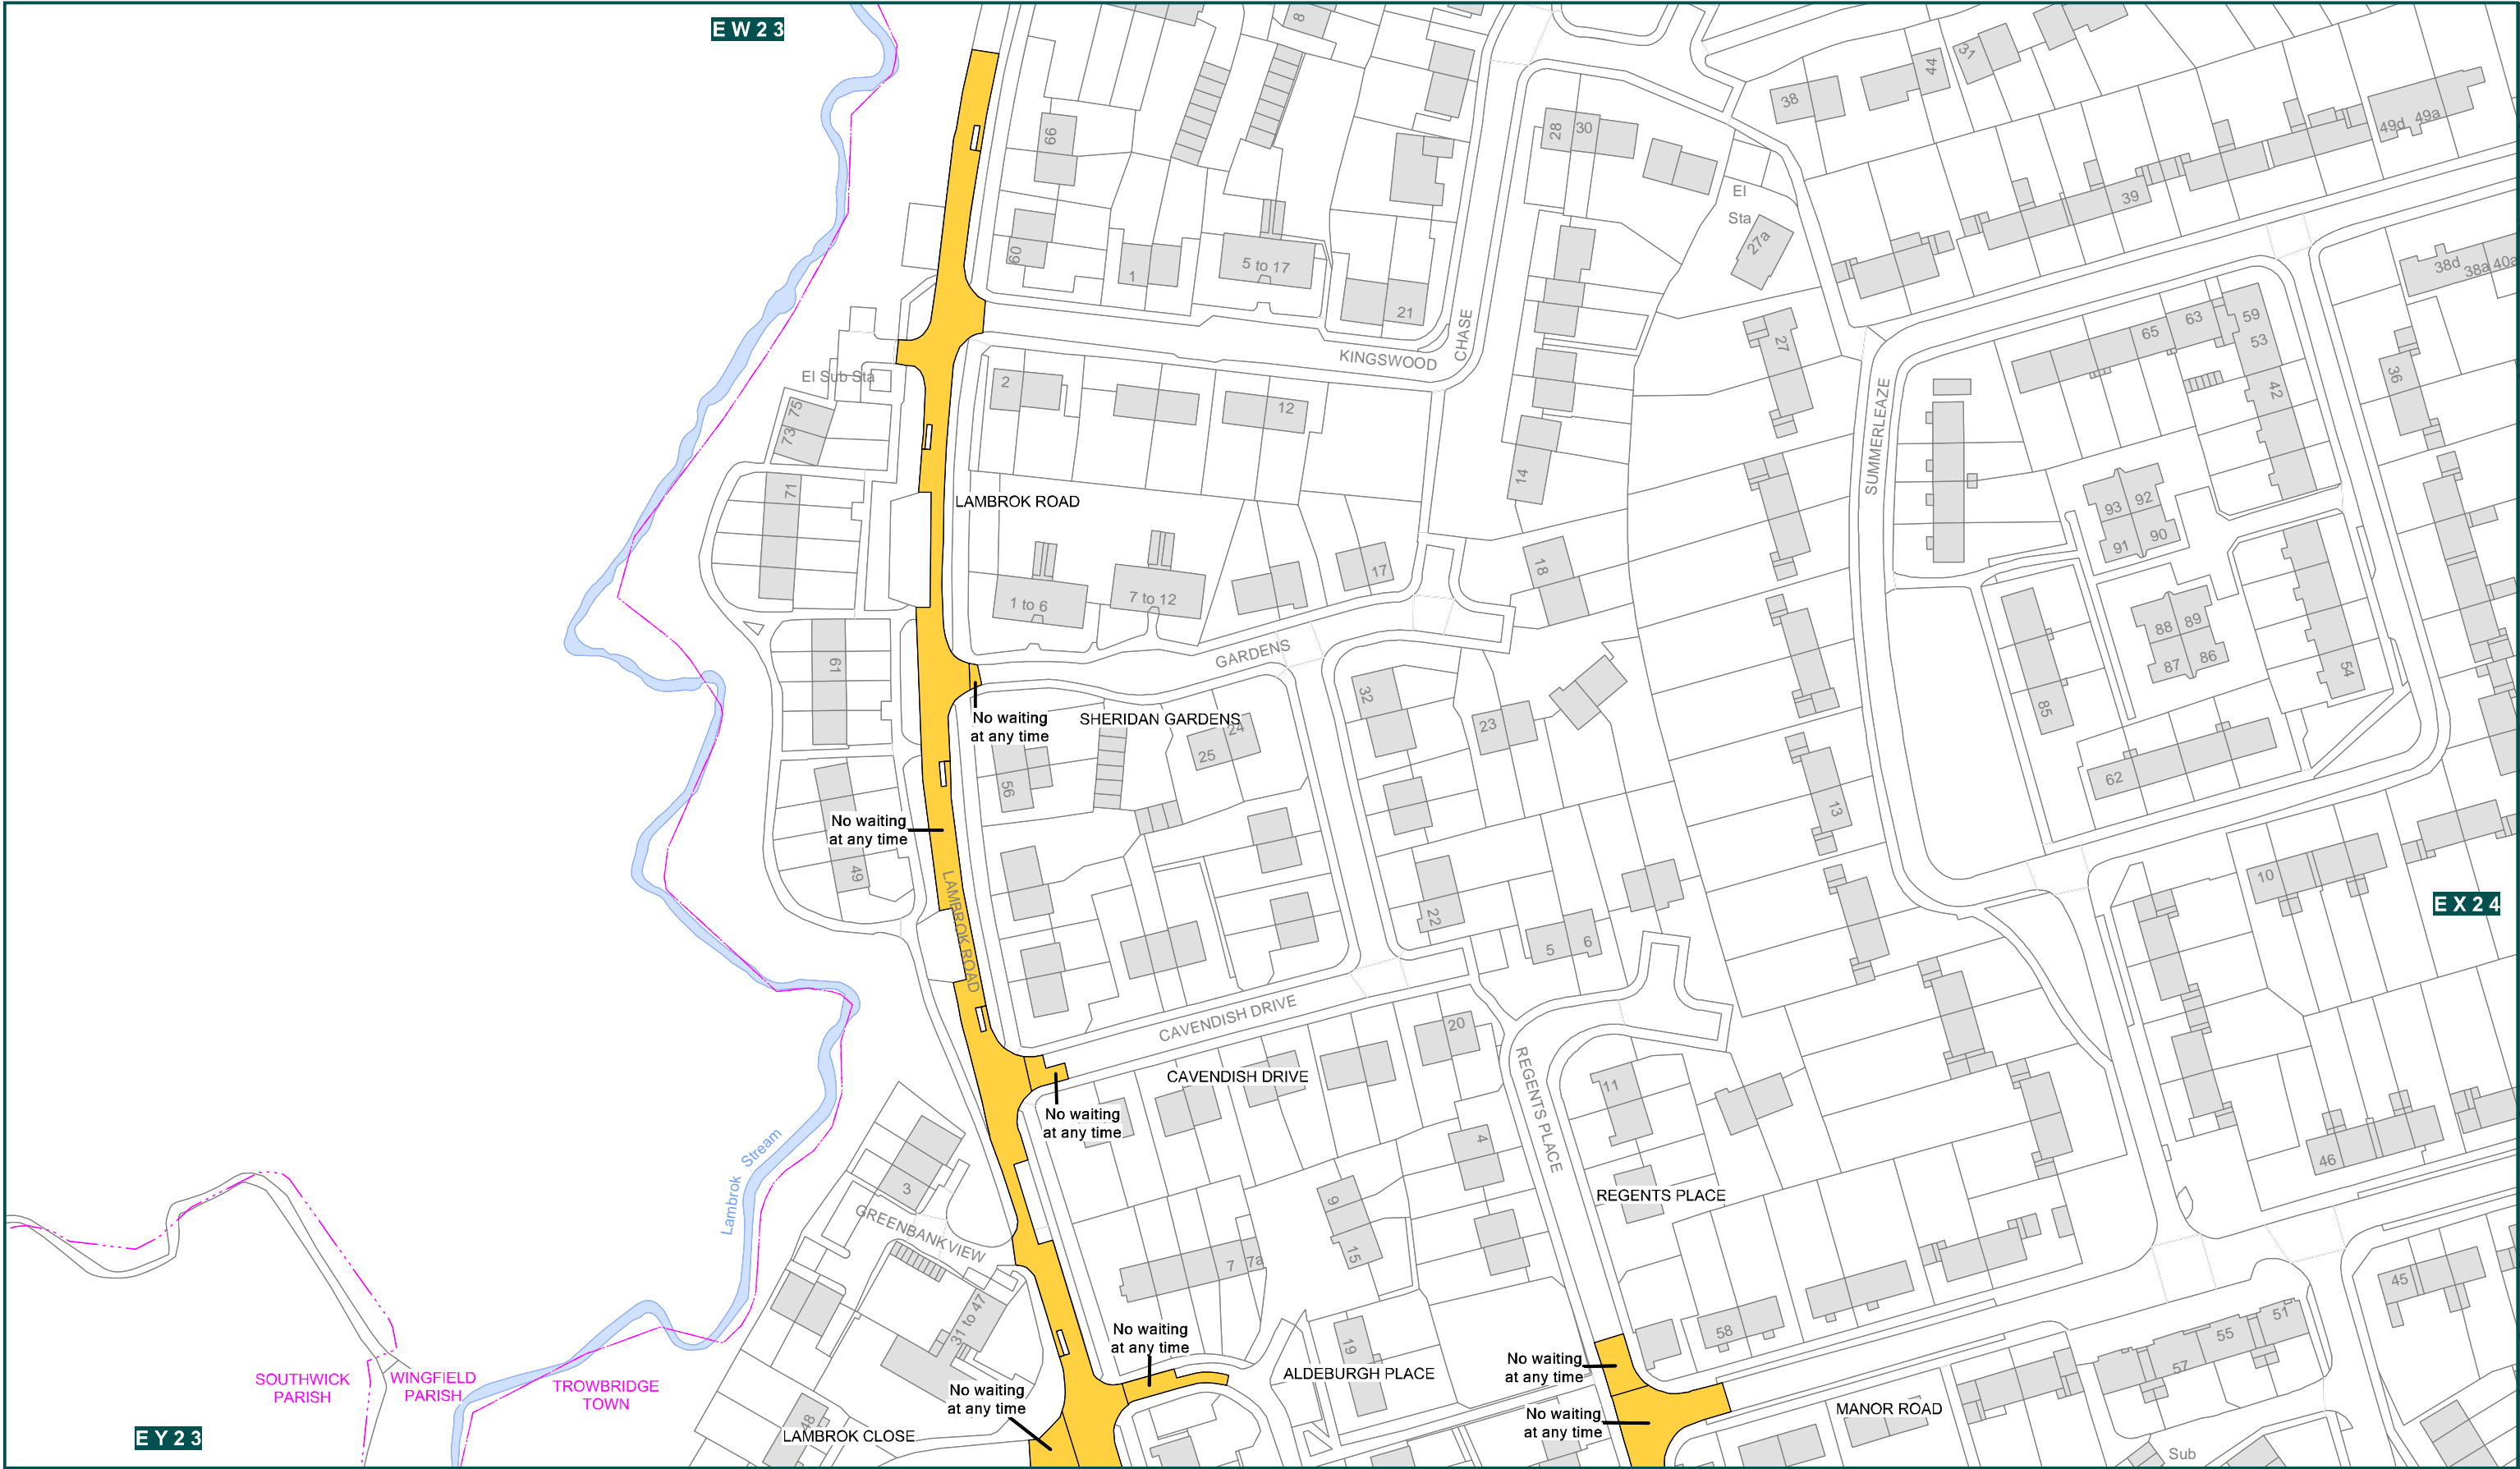 EW23
8
66
60
1
5 to 17
21
28
30
38
44
31
49d
49a
39
El
Sta
27a
38d
38a
40a
KINGSWOOD
CHASE
El Sub Sta
75
73
71
2
12
14
27
SUMMERLEAZE
65
63
59
53
42
36
LAMBROK ROAD
93
92
91
90
1 to 6
7 to 12
17
18
88
89
87
86
54
85
61
GARDENS
32
23
62
No waiting
at any time
SHERIDAN GARDENS
24
25
56
13
No waiting
at any time
49
LAMBROK ROAD
22
5
6
10
EX24
CAVENDISH DRIVE
20
CAVENDISH DRIVE
REGENTS PLACE
11
No waiting
at any time
4
Lambrok Stream
3
GREENBANK VIEW
9
15
REGENTS PLACE
46
7
7a
45
31 to 47
19
58
51
55
57
No waiting
at any time
ALDEBURGH PLACE
No waiting
at any time
SOUTHWICK
PARISH
WINGFIELD
PARISH
TROWBRIDGE
TOWN
No waiting
at any time
48
LAMBROK CLOSE
No waiting
at any time
MANOR ROAD
EY23
Sub